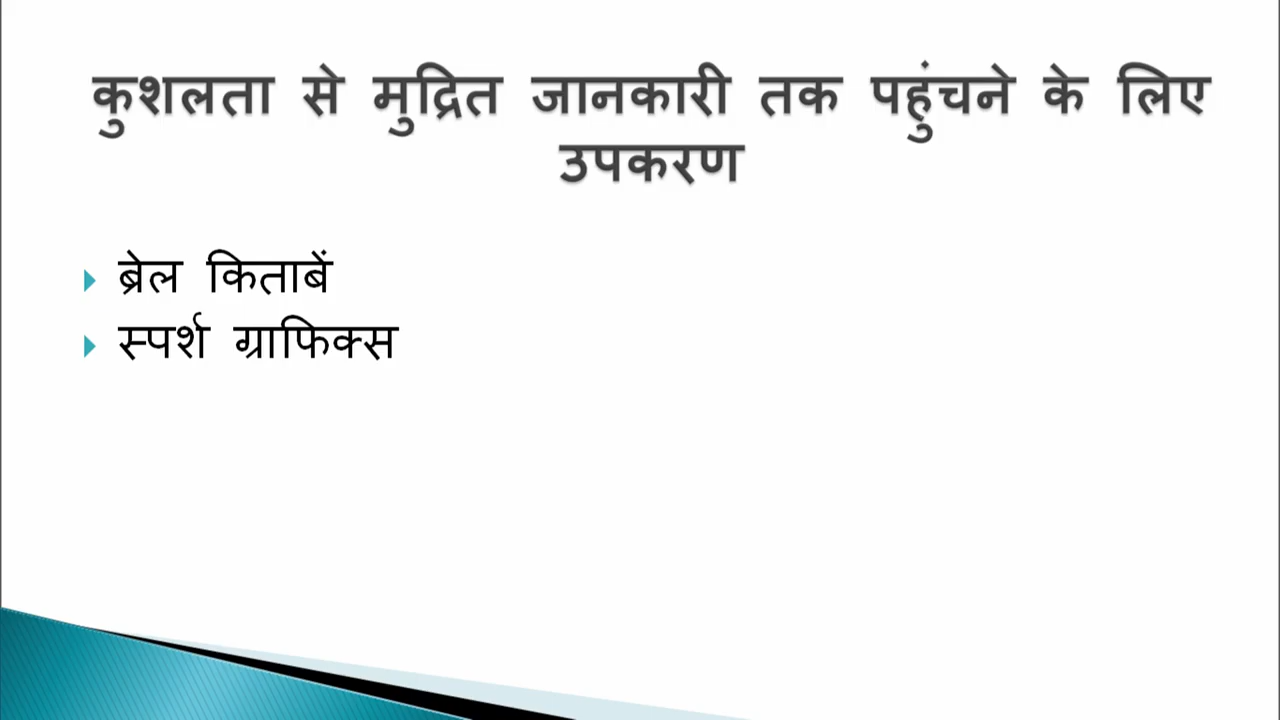 कुशलता से मुद्रित जानकारी तक पहुंचने के लिए
उपकरण
ब्रेल किताबें
स्पर्श ग्राफिक्स